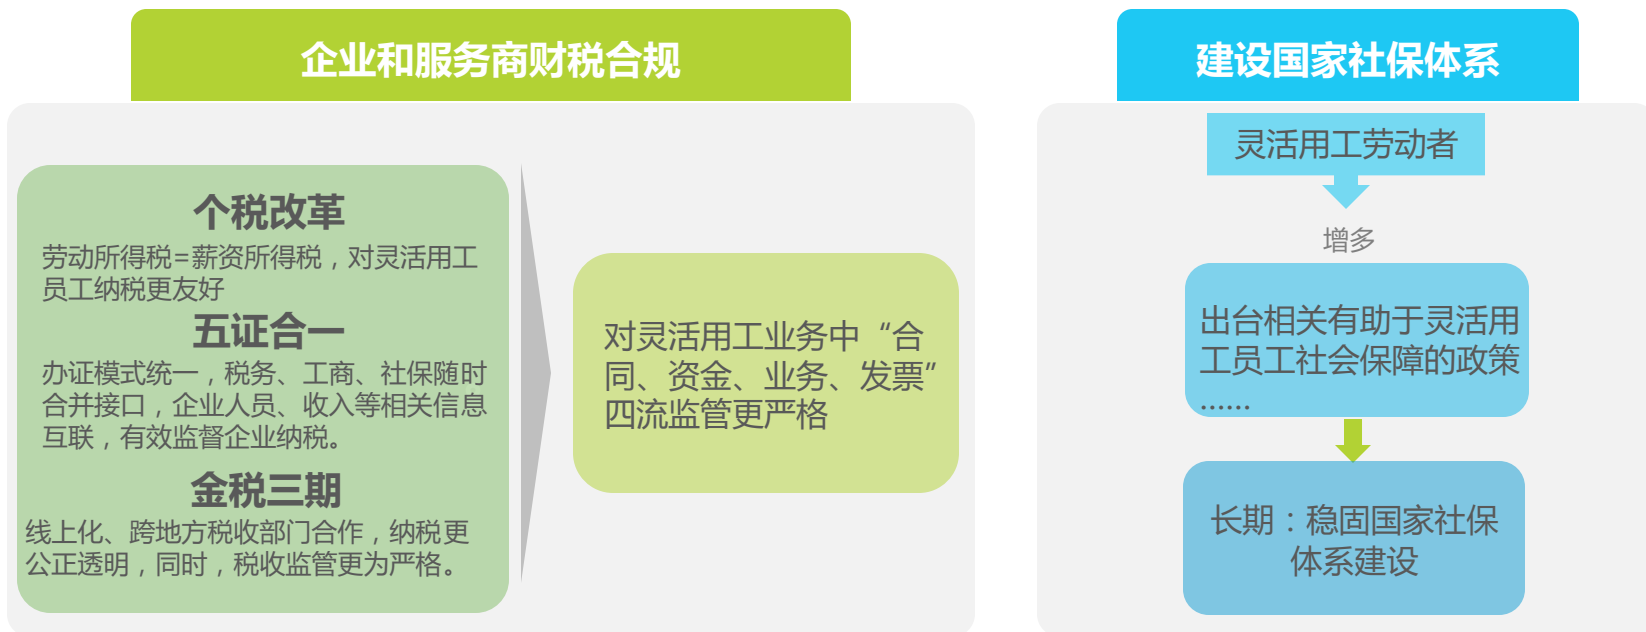 企业和服务商财税合规
个税改革
劳动所得税=薪资所得税，对灵活用工
员工纳税更友好
五证合一
办证模式统一，税务、工商、社保随时
合并接口，企业人员、收入等相关信息
互联，有效监督企业纳税。
金税三期
线上化、跨地方税收部门合作，纳税更
公正透明，同时，税收监管更为严格。
对灵活用工业务中“合
同、资金、业务、发票”
四流监管更严格
建设国家社保体系
灵活用工劳动者
增多
出台相关有助于灵活用
工员工社会保障的政策
......
长期：稳固国家社保
体系建设